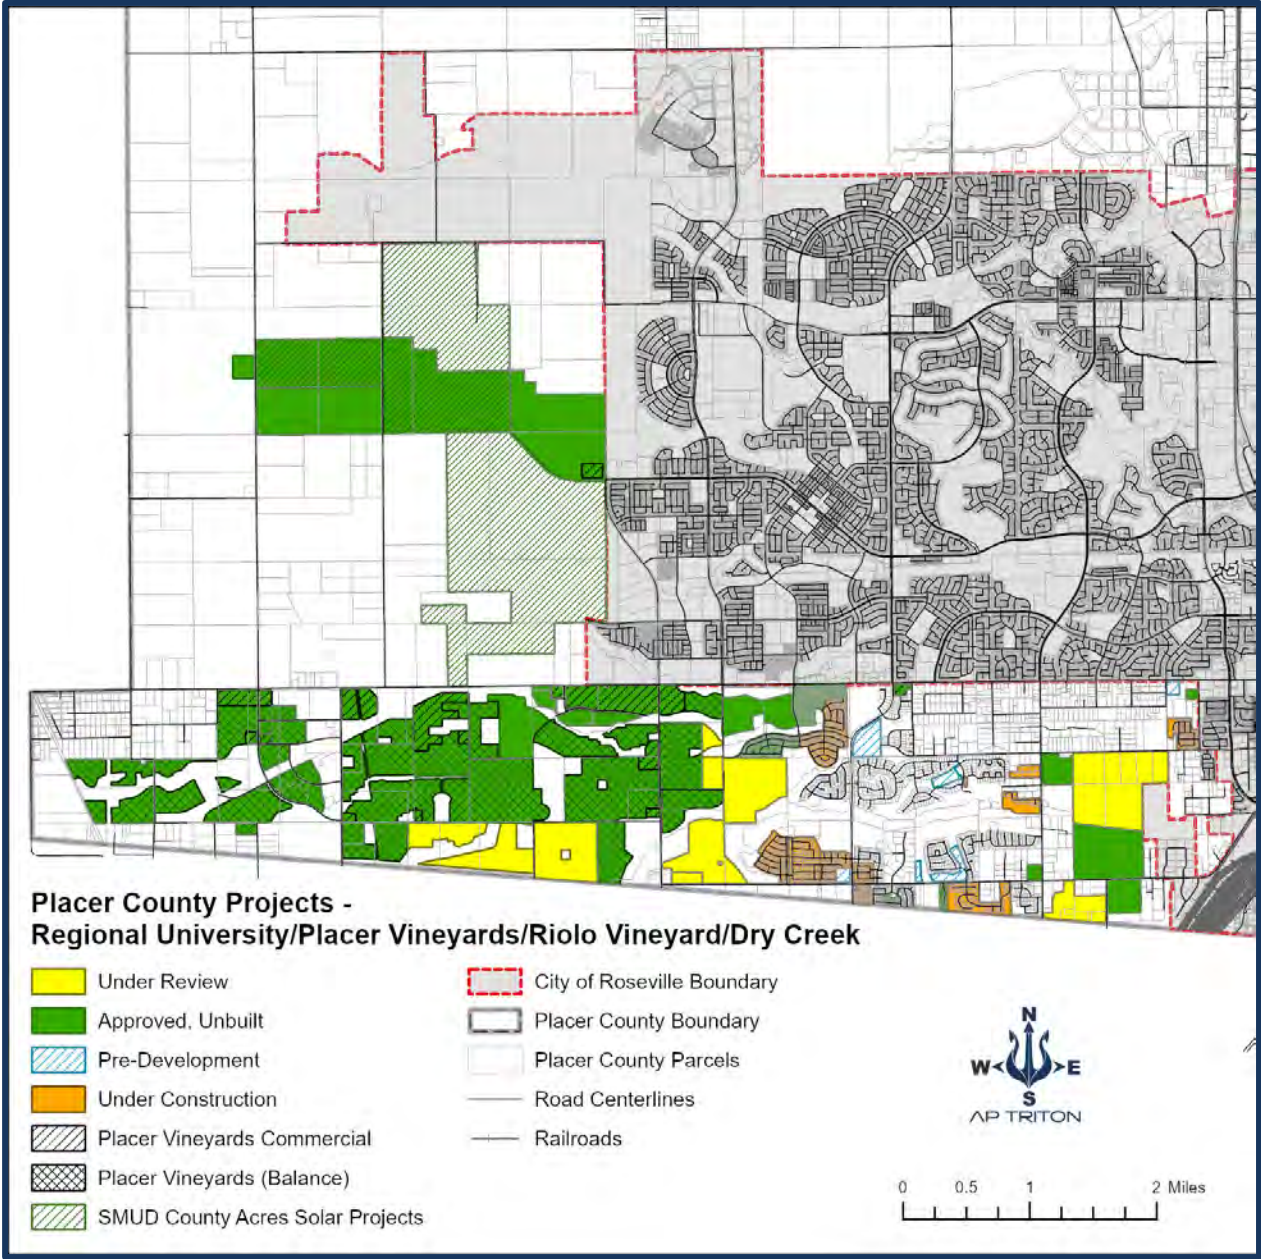 Placer County Projects -
Regional University/Placer Vineyards/Riolo Vineyard/Dry Creek
Under Review
Approved, Unbuilt
Pre-Development
Under Construction
Placer Vineyards Commercial
Placer Vineyards (Balance)
SMUD County Acres Solar Projects
City of Roseville Boundary
Placer County Boundary
Placer County Parcels
Road Centerlines
Railroads
N
W E
S
AP TRITON
0 0.5 1 2 Miles